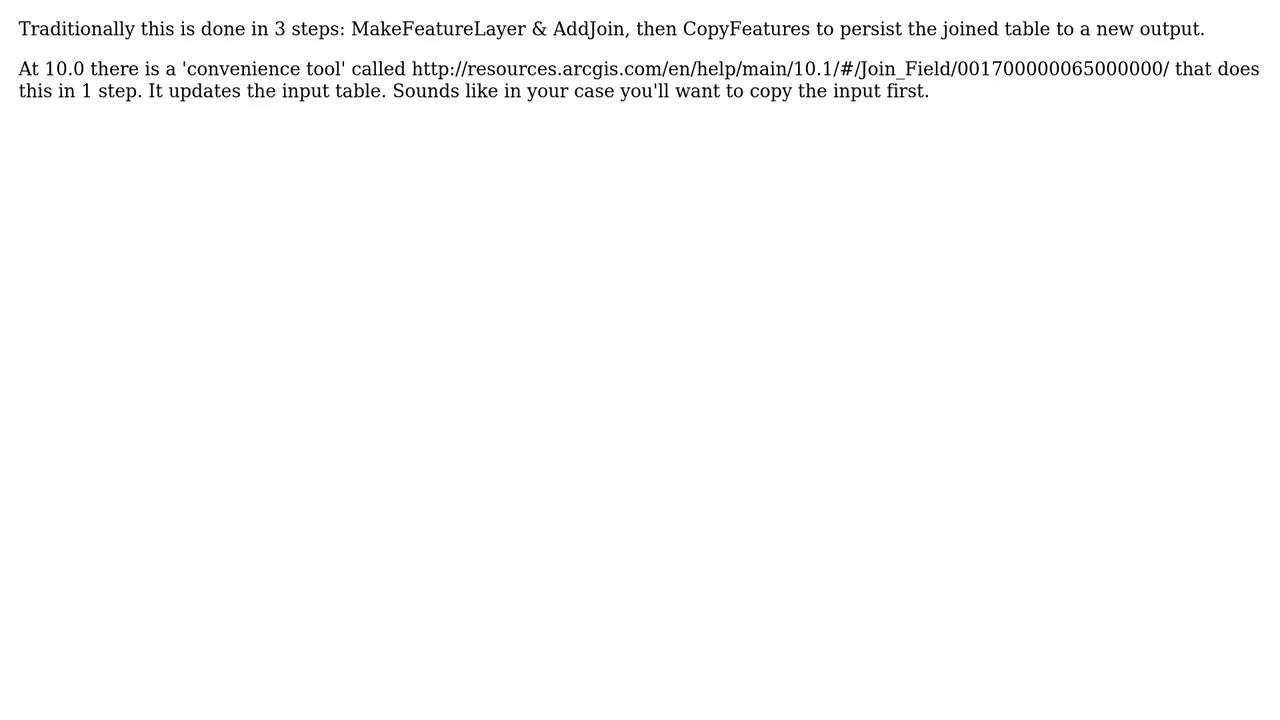 Traditionally this is done in 3 steps: MakeFeatureLayer & AddJoin, then CopyFeatures to persist the joined table to a new output.
At 10.0 there is a 'convenience tool' called http://resources.arcgis.com/en/help/main/10.1/#/Join_Field/001700000065000000/ that does
this in 1 step. It updates the input table. Sounds like in your case you'll want to copy the input first.